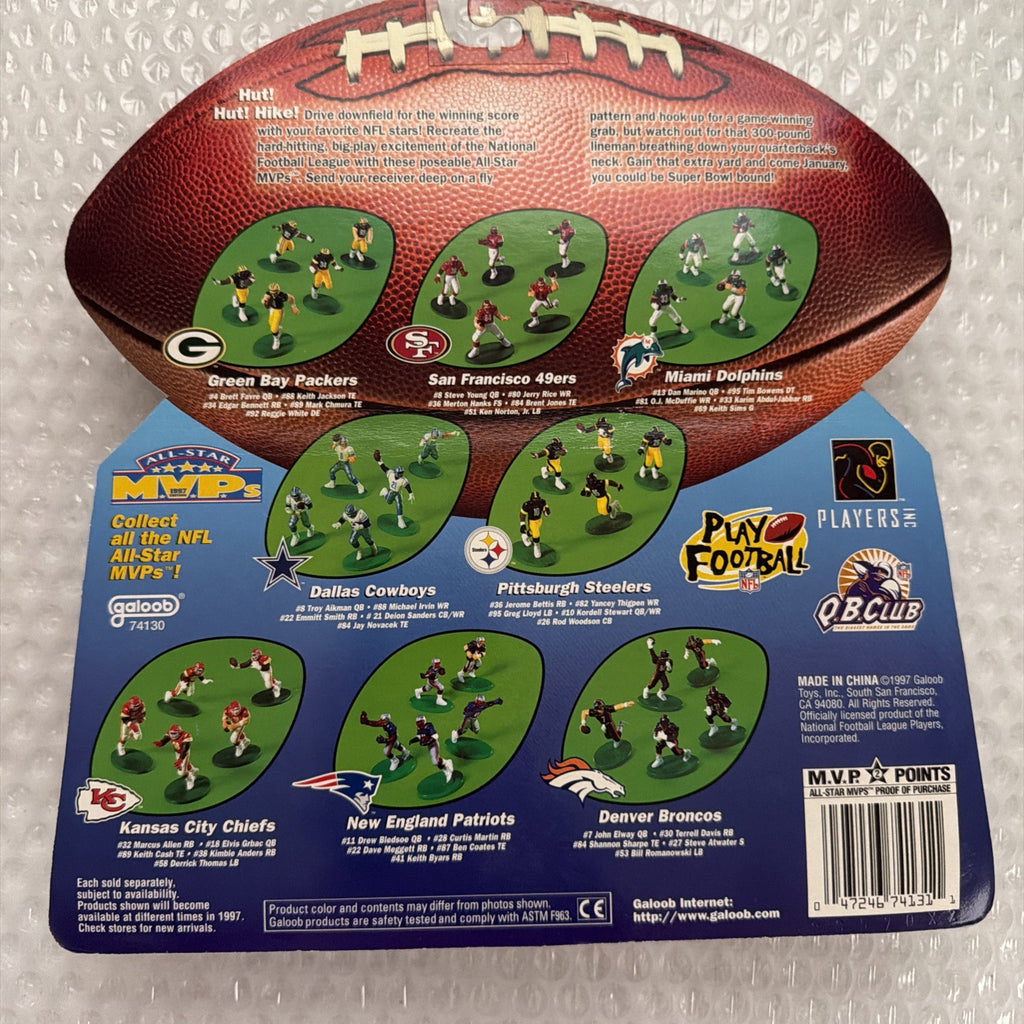 Hut!
Hut! Hike! Drive downfield for the winning score
with your favorite NFL stars! Recreate the
hard-hitting, big-play excitement of the National
Football League with these poseable All-Star
MVPs™. Send your receiver deep on a fly
pattern and hook up for a game-winning
grab, but watch out for that 300-pound
lineman breathing down your quarterback's
neck. Gain that extra yard and come January,
you could be Super Bowl bound!
G
Green Bay Packers
#4 Brett Favre QB • #88 Keith Jackson TE
#34 Edgar Bennett RB • #89 Mark Chmura TE
#92 Reggie White DE
SF
San Francisco 49ers
#8 Steve Young QB • #80 Jerry Rice WR
#36 Merton Hanks FS • #84 Brent Jones TE
#51 Ken Norton, Jr. LB
Miami Dolphins
#13 Dan Marino QB • #95 Tim Bowens DT
#81 O.J. McDuffie WR • #33 Karim Abdul-Jabbar RB
#69 Keith Sims G
ALL-STAR
MVPs
1997
Collect
all the NFL
All-Star
MVPs™!
galoob®
74130
Dallas Cowboys
#8 Troy Aikman QB • #88 Michael Irvin WR
#22 Emmitt Smith RB • # 21 Deion Sanders CB/WR
#84 Jay Novacek TE
Steelers
Pittsburgh Steelers
#36 Jerome Bettis RB • #82 Yancey Thigpen WR
#95 Greg Lloyd LB • #10 Kordell Stewart QB/WR
#26 Rod Woodson CB
PLAY
FOOTBALL
NFL
PLAYERS INC
NFL
Q.B. CLUB
THE BIGGEST NAMES IN THE GAME
KC
Kansas City Chiefs
#32 Marcus Allen RB • #18 Elvis Grbac QB
#89 Keith Cash TE • #38 Kimble Anders RB
#58 Derrick Thomas LB
New England Patriots
#11 Drew Bledsoe QB • #28 Curtis Martin RB
#22 Dave Meggett RB • #87 Ben Coates TE
#41 Keith Byars RB
Denver Broncos
#7 John Elway QB • #30 Terrell Davis RB
#84 Shannon Sharpe TE • #27 Steve Atwater S
#53 Bill Romanowski LB
MADE IN CHINA ©1997 Galoob
Toys, Inc., South San Francisco,
CA 94080. All Rights Reserved.
Officially licensed product of the
National Football League Players,
Incorporated.
M.V.P 2 POINTS
ALL-STAR MVPS™ PROOF OF PURCHASE
0 47246 74131 1
Each sold separately,
subject to availability.
Products shown will become
available at different times in 1997.
Check stores for new arrivals.
Product color and contents may differ from photos shown.
Galoob products are safety tested and comply with ASTM F963. CE
Galoob Internet:
http://www.galoob.com